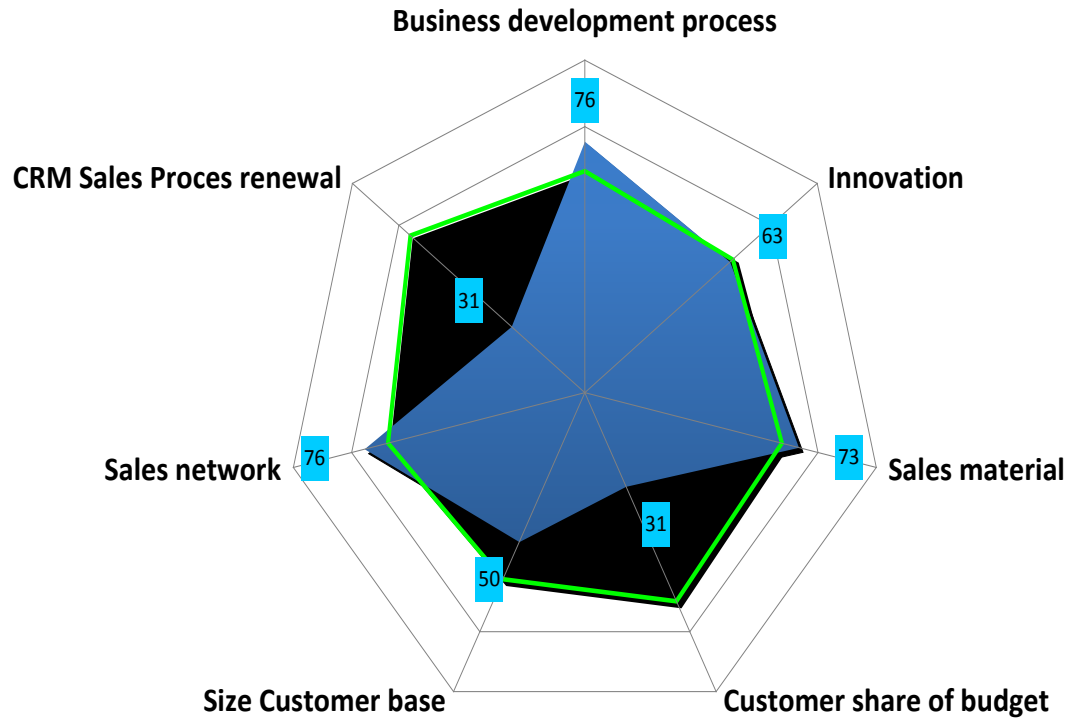 Business development process
76
CRM Sales Proces renewal
Innovation
63
31
Sales network
76
73
Sales material
31
50
Size Customer base
Customer share of budget